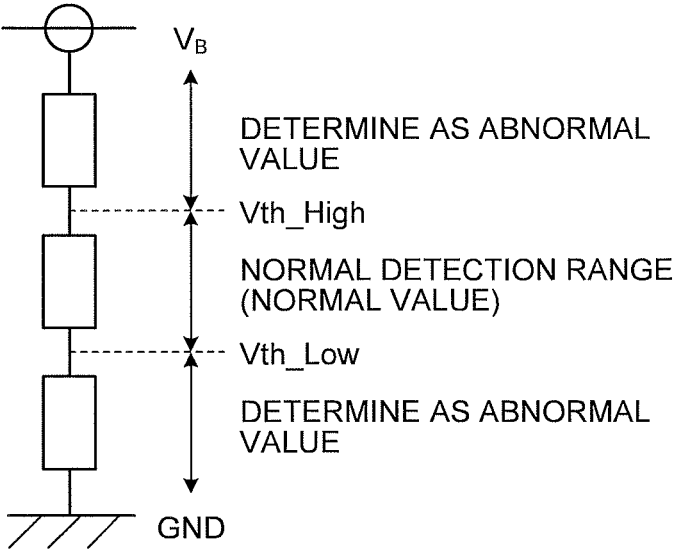 V_B
DETERMINE AS ABNORMAL
VALUE
Vth_High
NORMAL DETECTION RANGE
(NORMAL VALUE)
Vth_Low
DETERMINE AS ABNORMAL
VALUE
GND